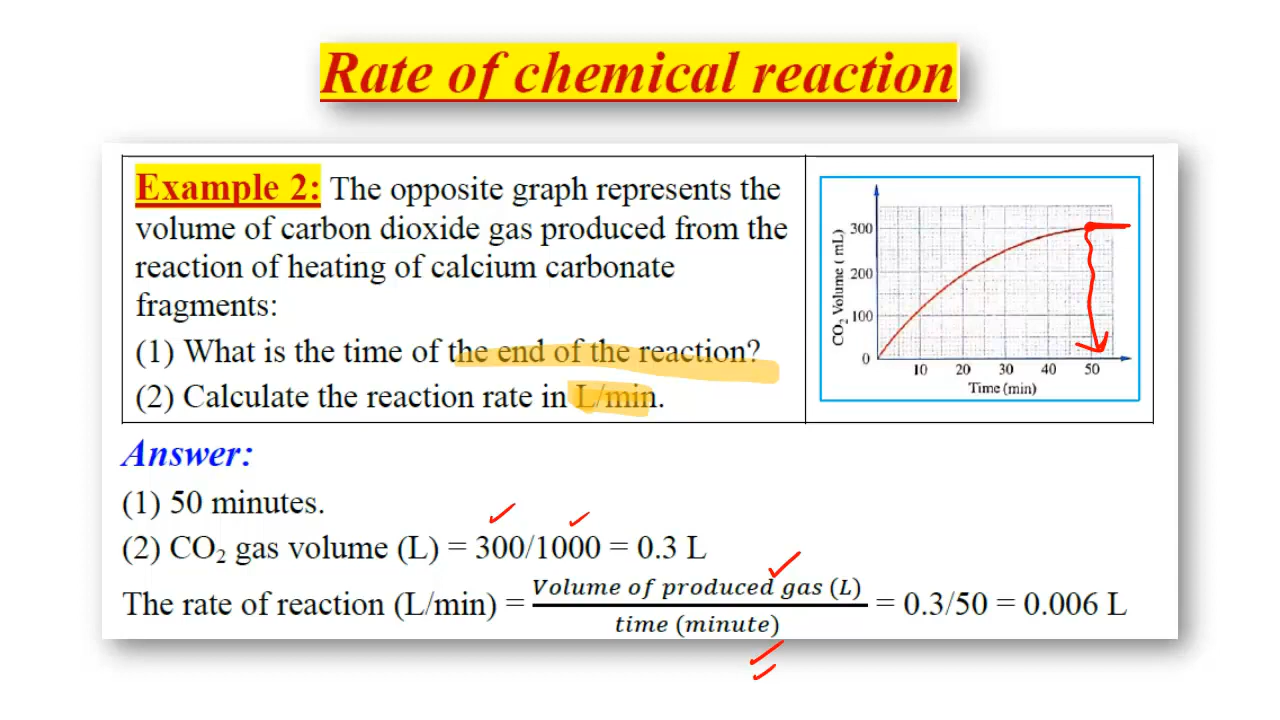 Rate of chemical reaction
Example 2: The opposite graph represents the
volume of carbon dioxide gas produced from the
reaction of heating of calcium carbonate
fragments:
(1) What is the time of the end of the reaction?
(2) Calculate the reaction rate in L/min.
CO₂ Volume ( mL)
300
200
100
0
10 20 30 40 50
Time (min)
Answer:
(1) 50 minutes.
(2) CO₂ gas volume (L) = 300/1000 = 0.3 L
The rate of reaction (L/min) = Volume of produced gas (L) / time (minute) = 0.3/50 = 0.006 L